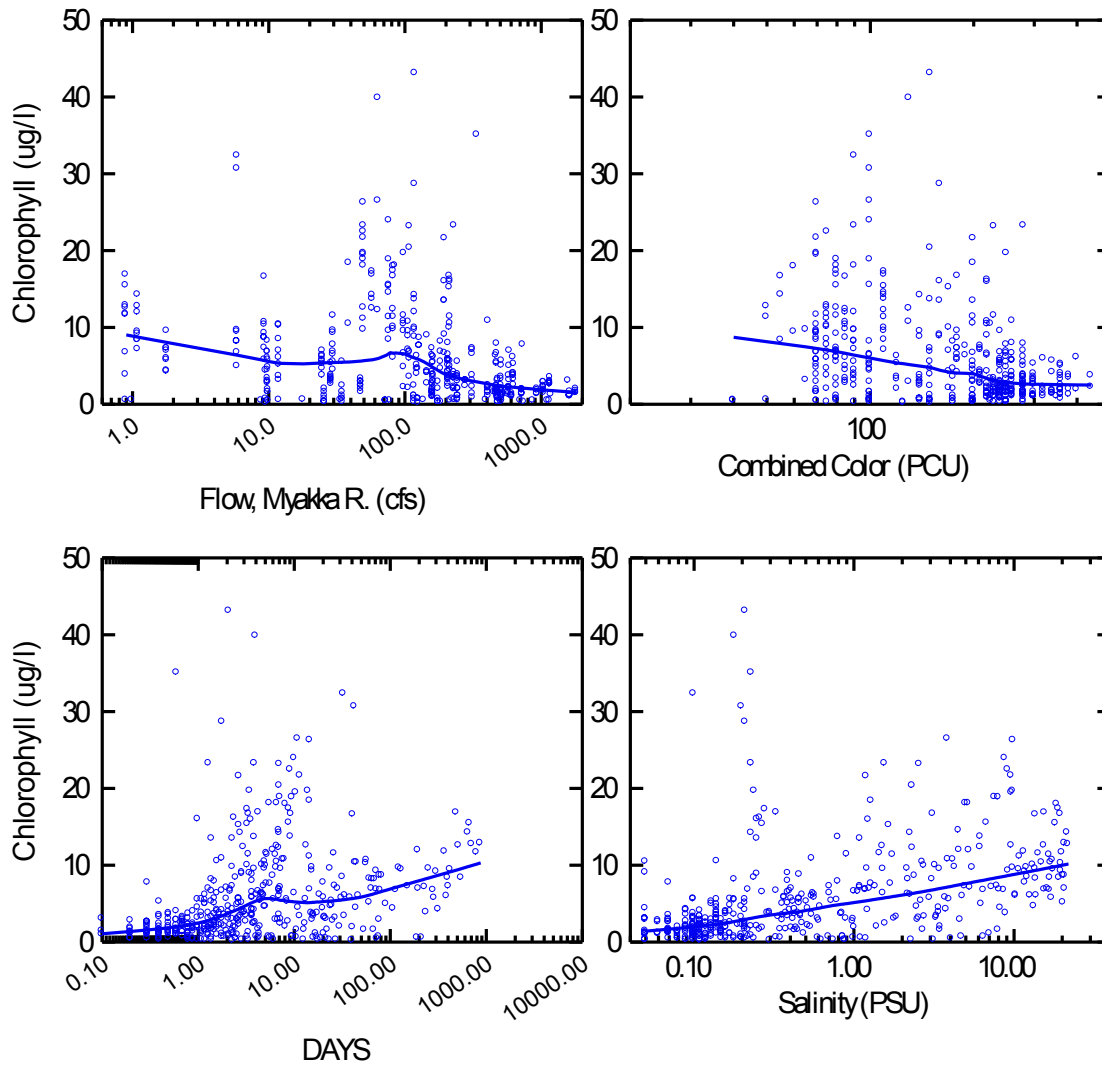 50
40
30
20
10
0
Chlorophyll (ug/l)
1.0 10.0 100.0 1000.0
Flow, Myakka R. (cfs)
50
40
30
20
10
0
100
Combined Color (PCU)
50
40
30
20
10
0
Chlorophyll (ug/l)
0.10 1.00 10.00 100.00 1000.00 10000.00
DAYS
50
40
30
20
10
0
0.10 1.00 10.00
Salinity (PSU)